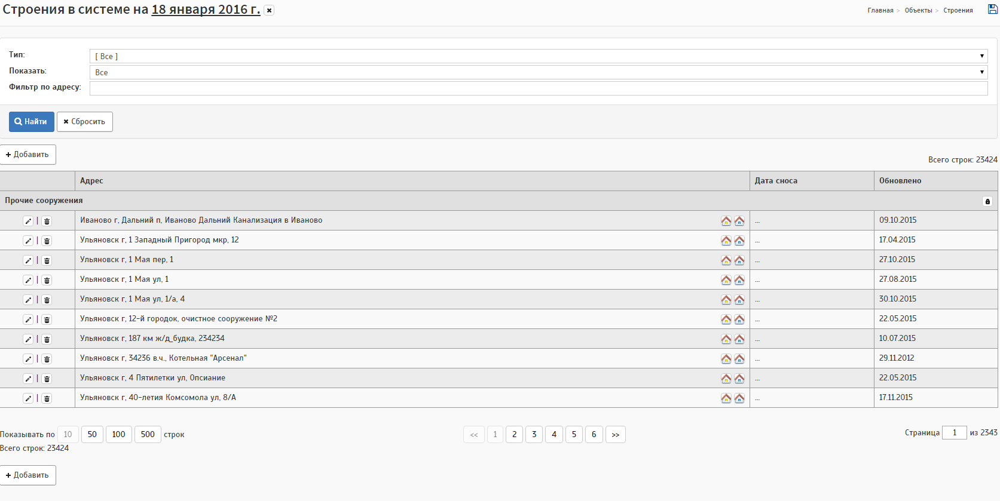 Строения в системе на 18 января 2016 г.
Главная > Объекты > Строения
Тип: [ Все ]
Показать: Все
Фильтр по адресу:
Найти Сбросить
Добавить
Всего строк: 23424
Адрес Дата сноса Обновлено
Прочие сооружения
Иваново г, Дальний п, Иваново Дальний Канализация в Иваново ... 09.10.2015
Ульяновск г, 1 Западный Пригород мкр, 12 ... 17.04.2015
Ульяновск г, 1 Мая пер, 1 ... 27.10.2015
Ульяновск г, 1 Мая ул, 1 ... 27.08.2015
Ульяновск г, 1 Мая ул, 1/а, 4 ... 30.10.2015
Ульяновск г, 12-й городок, очистное сооружение №2 ... 22.05.2015
Ульяновск г, 187 км ж/д_будка, 234234 ... 10.07.2015
Ульяновск г, 34236 в.ч., Котельная "Арсенал" ... 29.11.2012
Ульяновск г, 4 Пятилетки ул, Опсиание ... 22.05.2015
Ульяновск г, 40-летия Комсомола ул, 8/А ... 17.11.2015
Показывать по 10 50 100 500 строк << 1 2 3 4 5 6 >> Страница 1 из 2343
Всего строк: 23424
Добавить